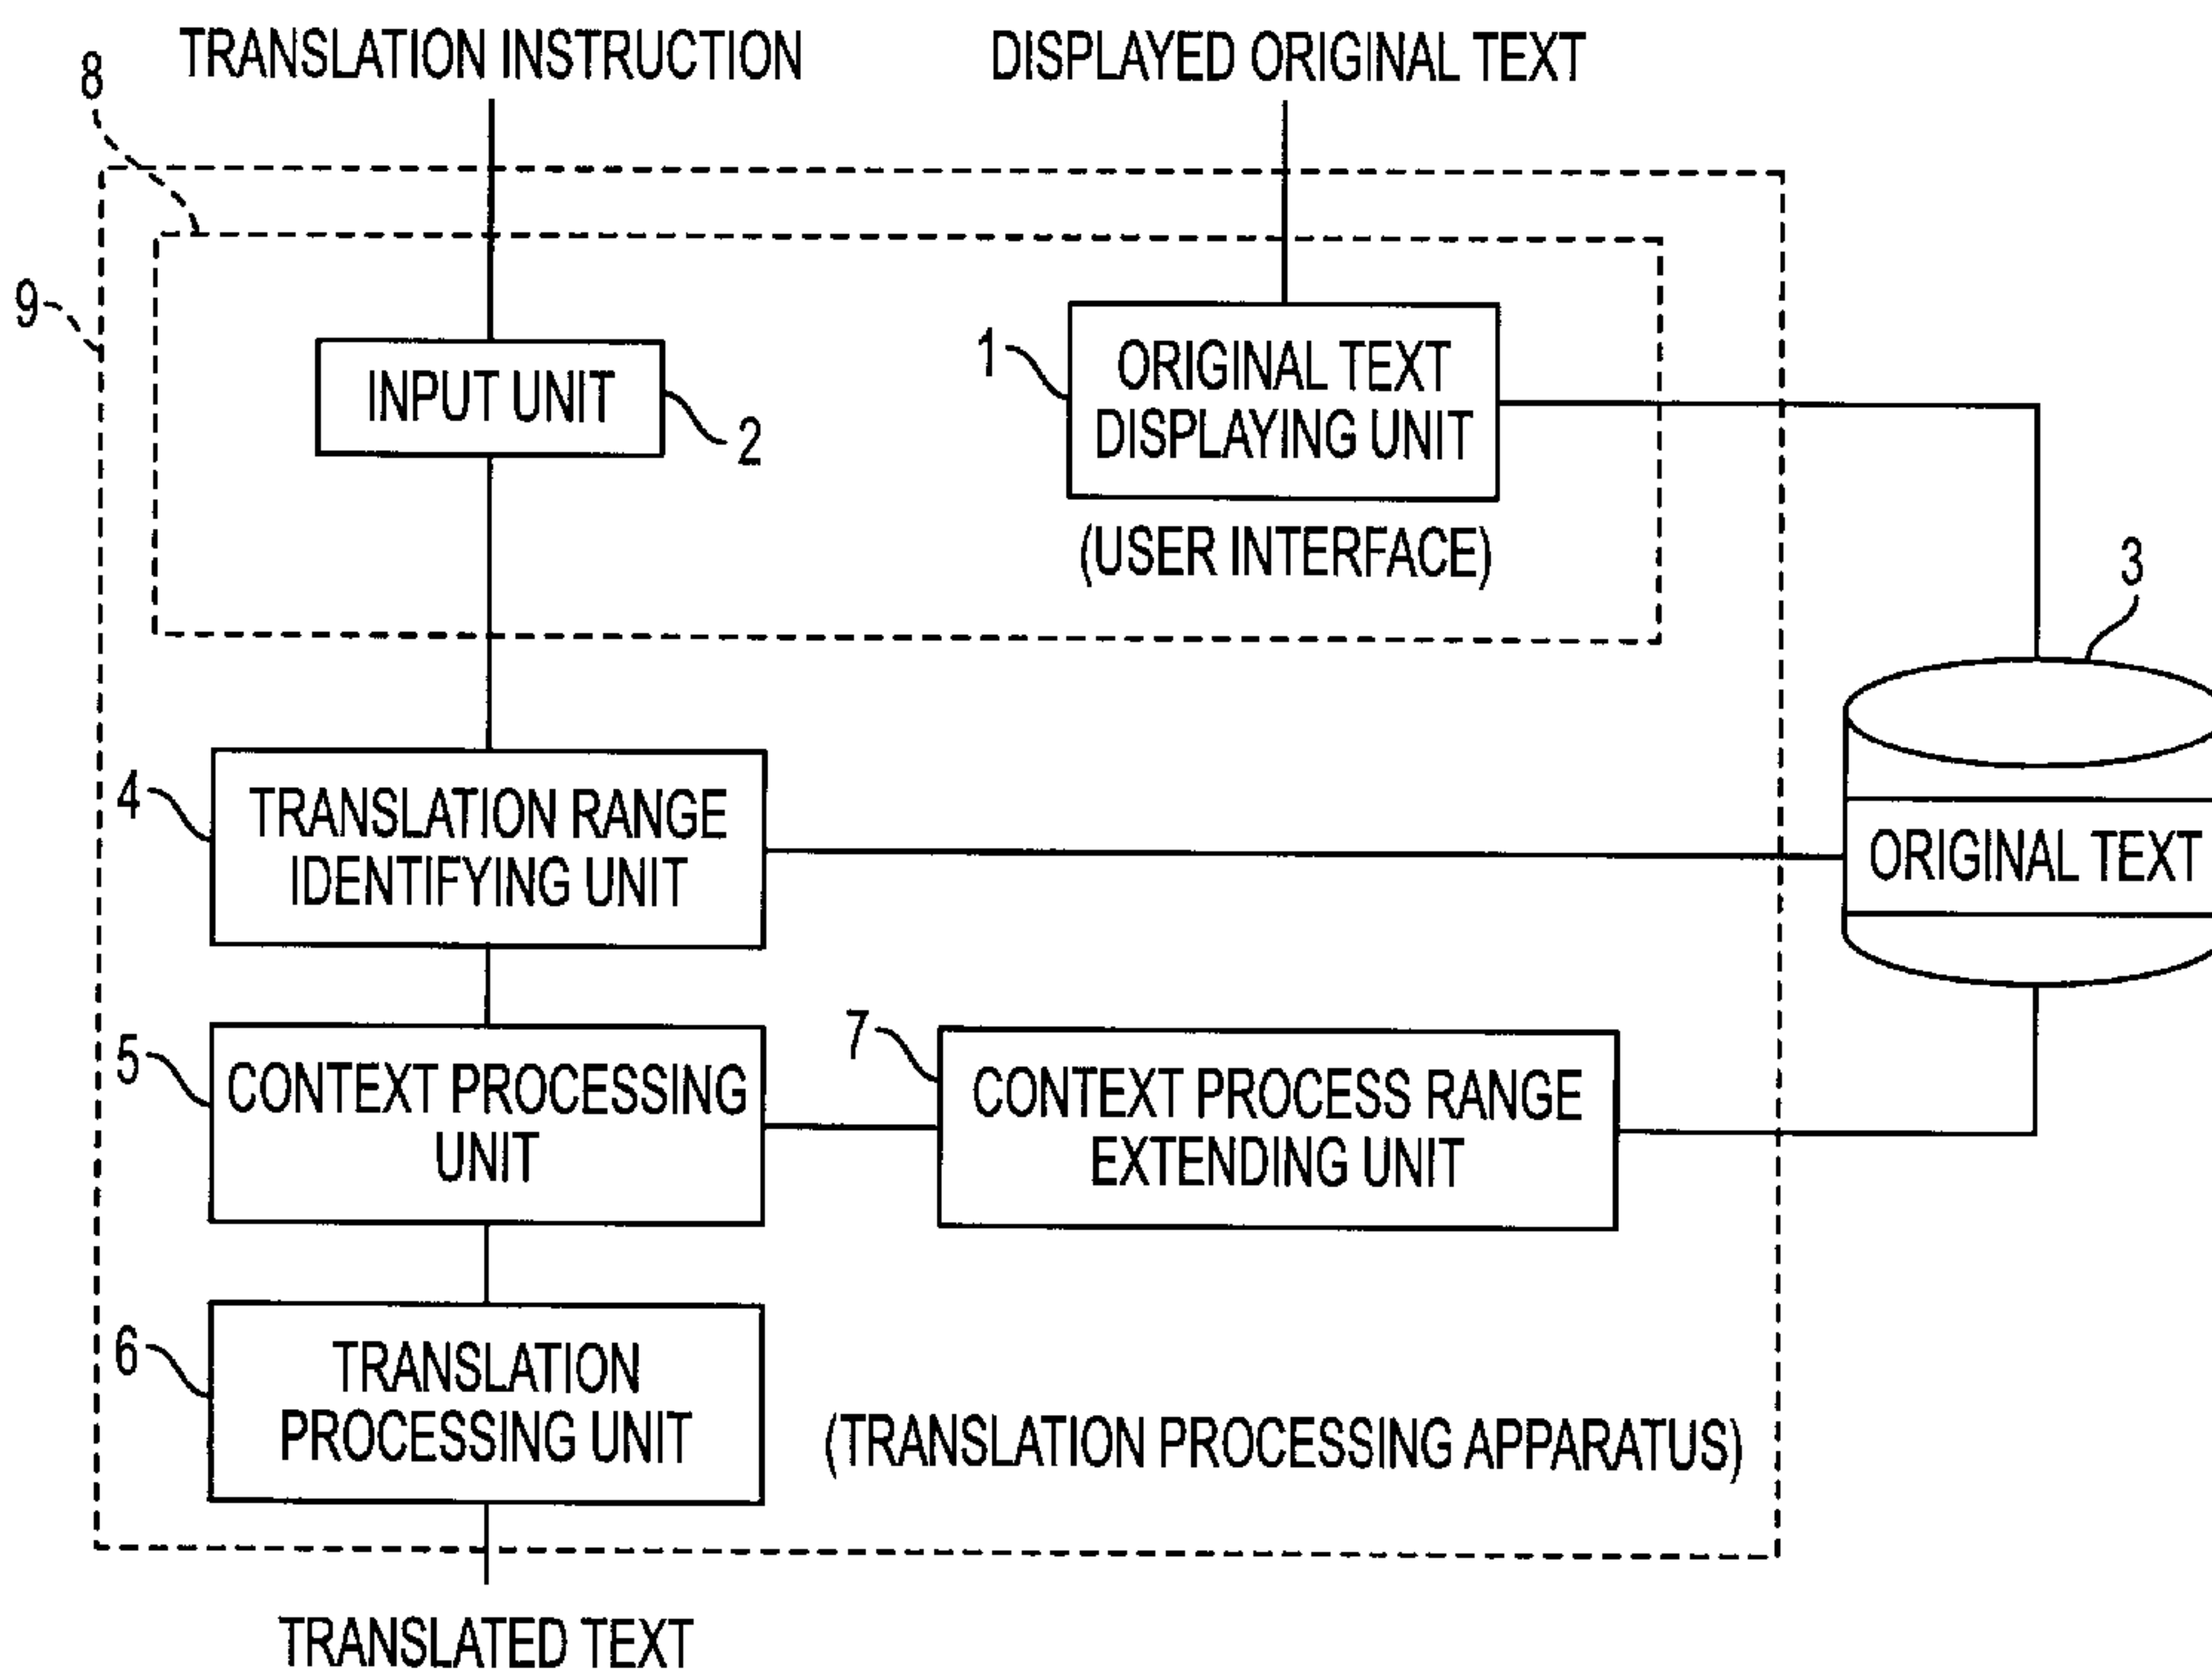 TRANSLATION INSTRUCTION
DISPLAYED ORIGINAL TEXT
8
9
INPUT UNIT
2
1
ORIGINAL TEXT
DISPLAYING UNIT
(USER INTERFACE)
3
4
TRANSLATION RANGE
IDENTIFYING UNIT
ORIGINAL TEXT
5
CONTEXT PROCESSING
UNIT
7
CONTEXT PROCESS RANGE
EXTENDING UNIT
6
TRANSLATION
PROCESSING UNIT
(TRANSLATION PROCESSING APPARATUS)
TRANSLATED TEXT